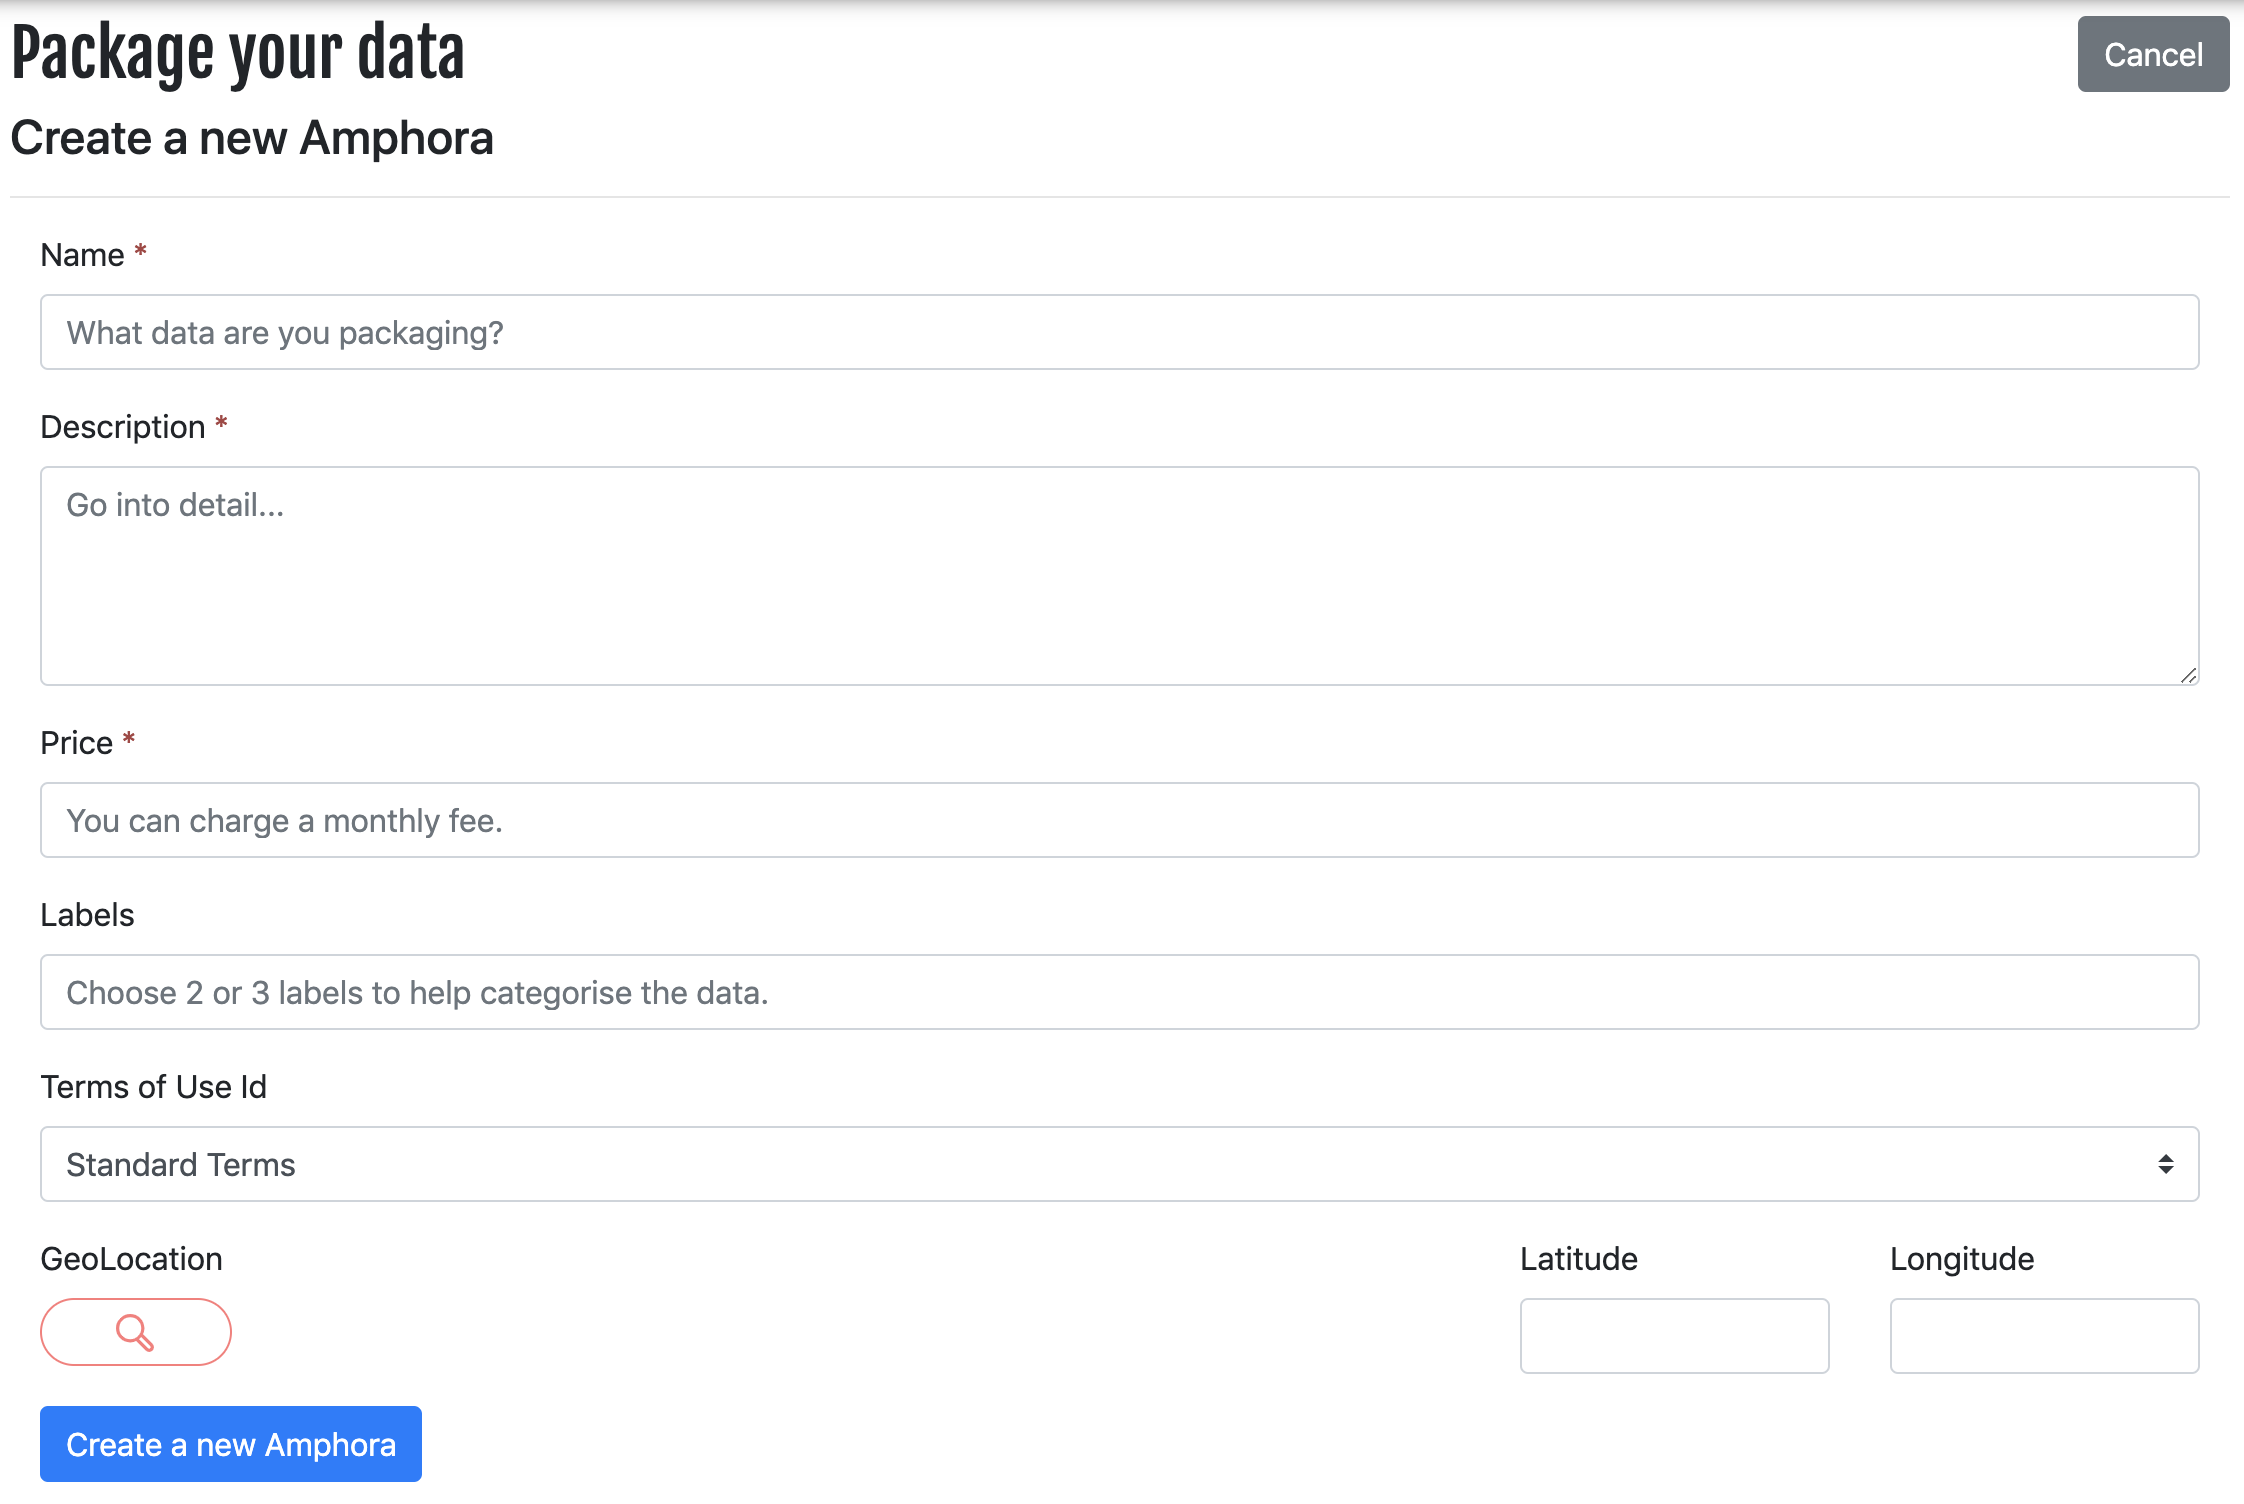 Package your data
Cancel
Create a new Amphora
Name *
What data are you packaging?
Description *
Go into detail...
Price *
You can charge a monthly fee.
Labels
Choose 2 or 3 labels to help categorise the data.
Terms of Use Id
Standard Terms
GeoLocation
Latitude
Longitude
Create a new Amphora